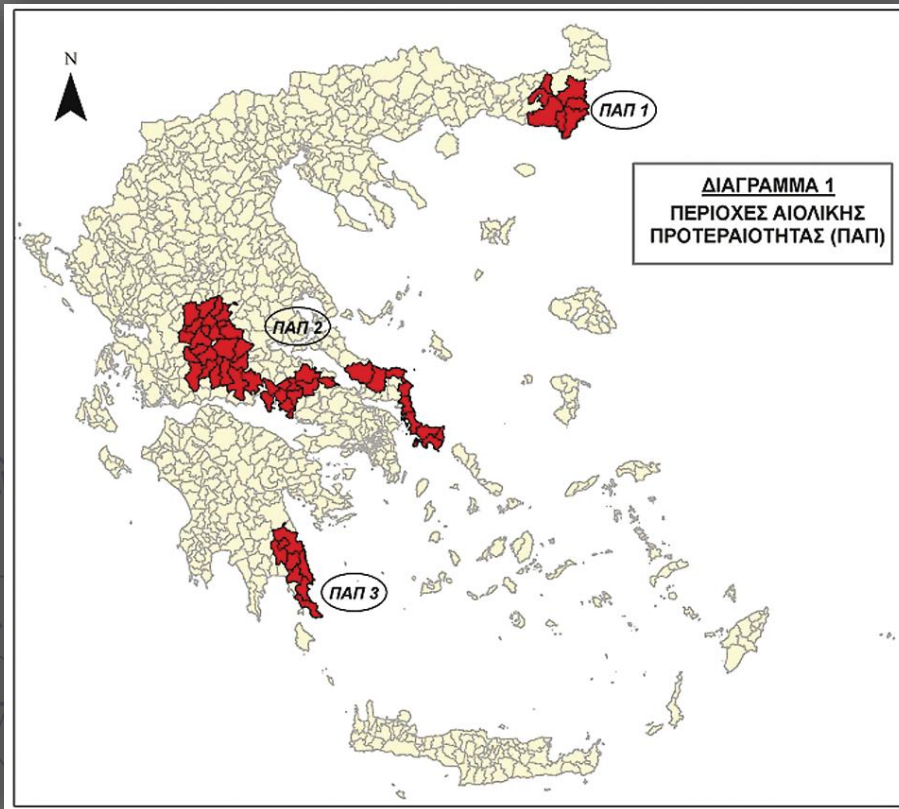 N
ΠΑΠ 1
ΔΙΑΓΡΑΜΜΑ 1
ΠΕΡΙΟΧΕΣ ΑΙΟΛΙΚΗΣ
ΠΡΟΤΕΡΑΙΟΤΗΤΑΣ (ΠΑΠ)
ΠΑΠ 2
ΠΑΠ 3